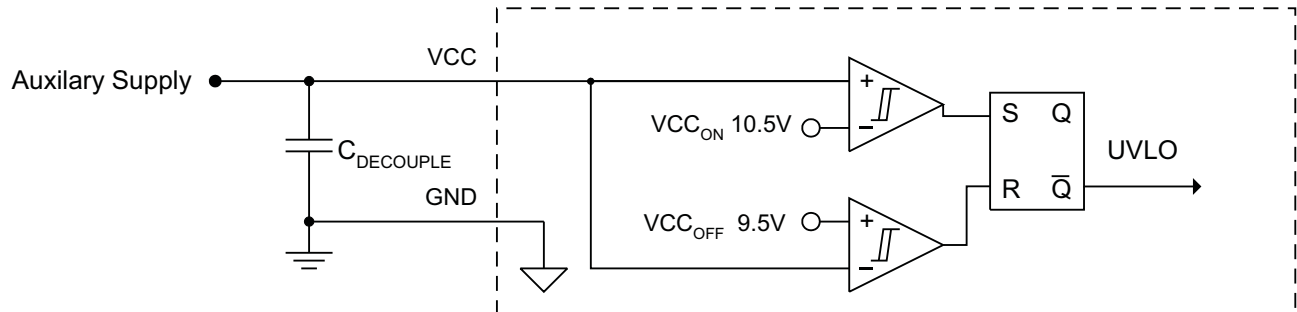 VCC
Auxilary Supply
C_DECOUPLE
GND
VCC_ON 10.5V
+
−
VCC_OFF 9.5V
+
−
S Q
R Q̅
UVLO